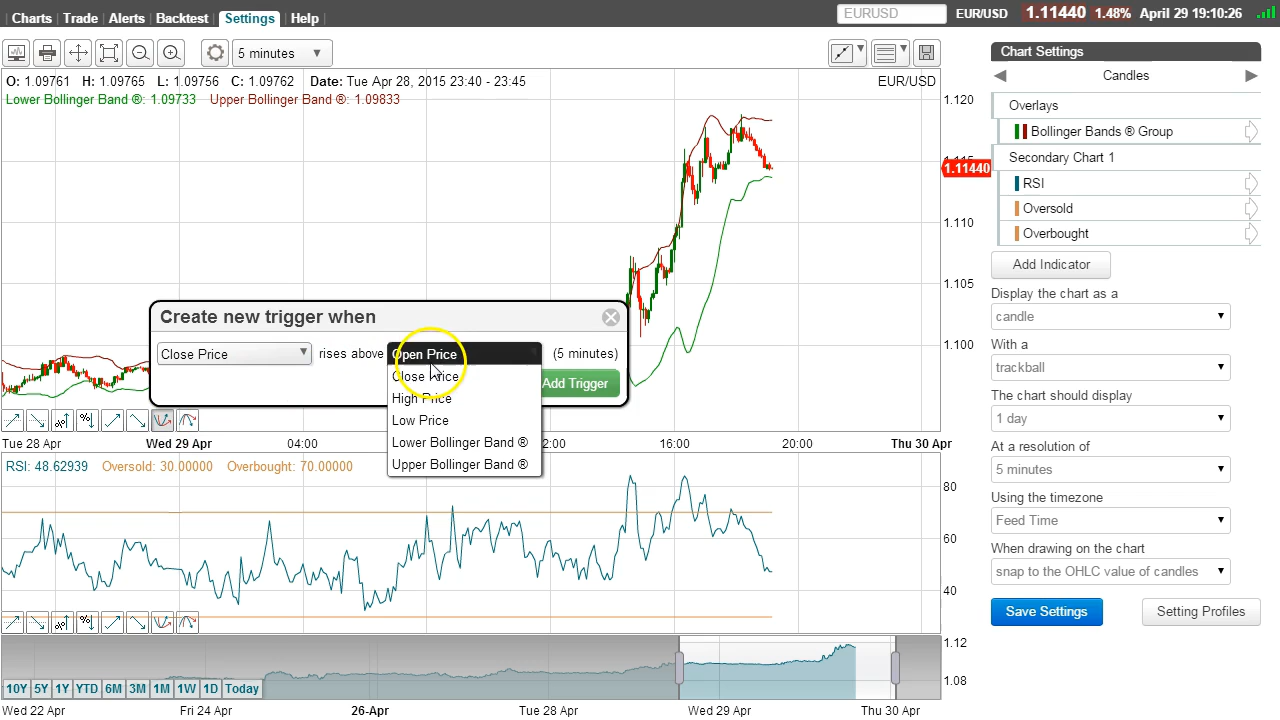 Charts Trade Alerts Backtest Settings Help
EURUSD EUR/USD 1.11440 1.48% April 29 19:10:26
5 minutes
O: 1.09761 H: 1.09765 L: 1.09756 C: 1.09762 Date: Tue Apr 28, 2015 23:40 - 23:45 EUR/USD
Lower Bollinger Band ®: 1.09733 Upper Bollinger Band ®: 1.09833
1.120
1.11440
1.110
1.105
1.100
Create new trigger when
Close Price rises above Open Price (5 minutes)
Close Price
High Price
Low Price
Lower Bollinger Band ®
Upper Bollinger Band ®
Add Trigger
Tue 28 Apr Wed 29 Apr 04:00 16:00 20:00 Thu 30 Apr
RSI: 48.62939 Oversold: 30.00000 Overbought: 70.00000
80
60
40
1.12
1.08
10Y 5Y 1Y YTD 6M 3M 1M 1W 1D Today
Wed 22 Apr Fri 24 Apr 26-Apr Tue 28 Apr Wed 29 Apr Thu 30 Apr
Chart Settings
Candles
Overlays
Bollinger Bands ® Group
Secondary Chart 1
RSI
Oversold
Overbought
Add Indicator
Display the chart as a
candle
With a
trackball
The chart should display
1 day
At a resolution of
5 minutes
Using the timezone
Feed Time
When drawing on the chart
snap to the OHLC value of candles
Save Settings Setting Profiles